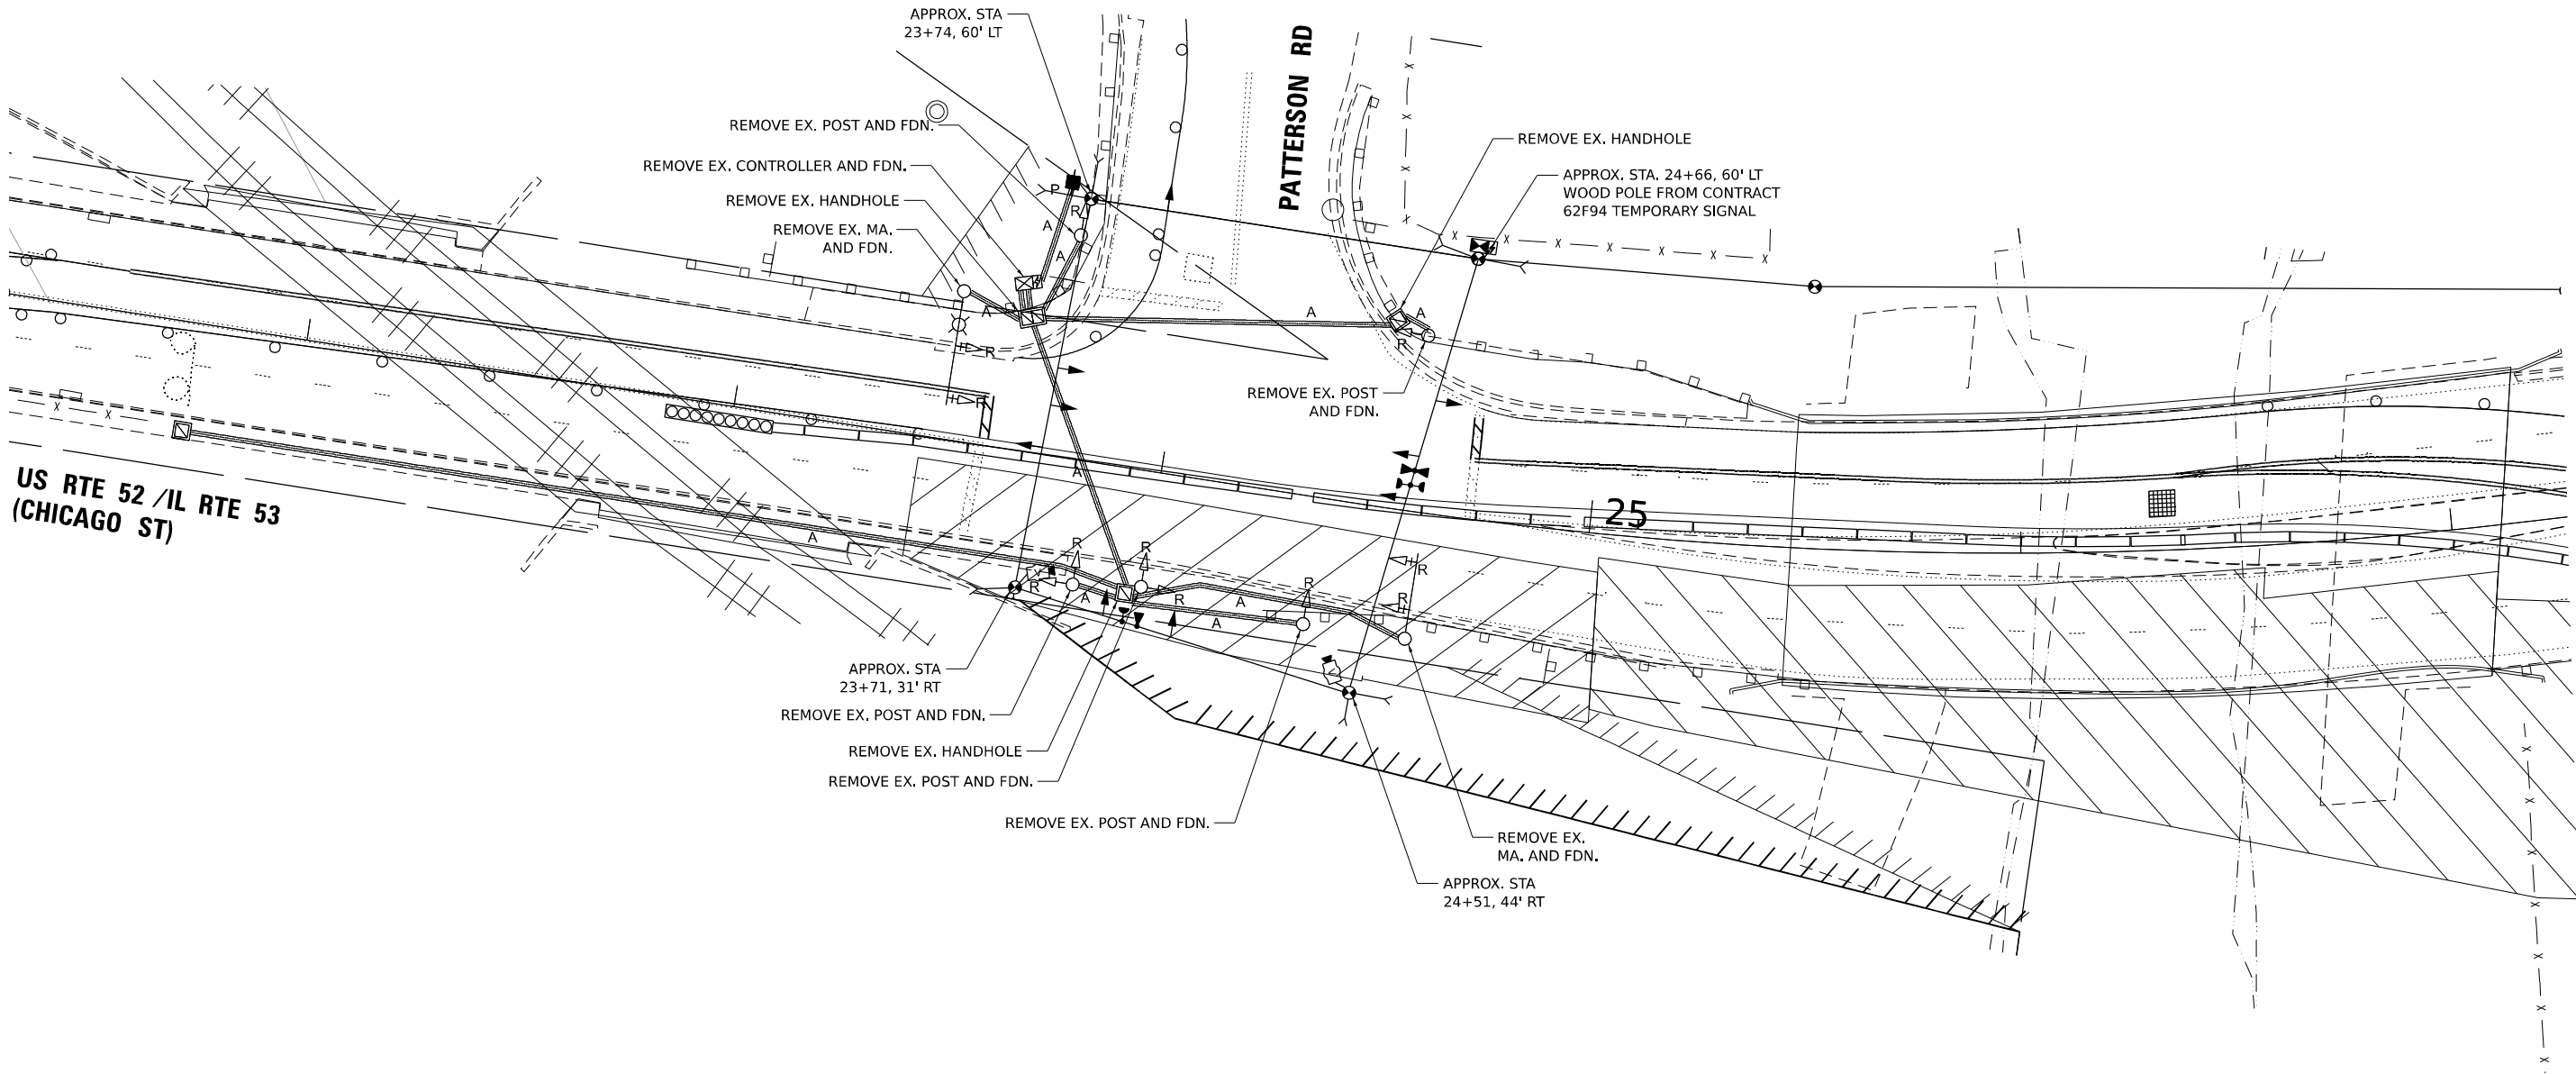 APPROX. STA
23+74, 60' LT
PATTERSON RD
REMOVE EX. POST AND FDN.
REMOVE EX. CONTROLLER AND FDN.
REMOVE EX. HANDHOLE
REMOVE EX. MA.
AND FDN.
REMOVE EX. HANDHOLE
APPROX. STA. 24+66, 60' LT
WOOD POLE FROM CONTRACT
62F94 TEMPORARY SIGNAL
P
R
A
A
A
A
A
R
R
R
REMOVE EX. POST
AND FDN.
US RTE 52 /IL RTE 53
(CHICAGO ST)
25
A
A
R
R
R
A
R
A
A
R
R
R
APPROX. STA
23+71, 31' RT
REMOVE EX. POST AND FDN.
REMOVE EX. HANDHOLE
REMOVE EX. POST AND FDN.
REMOVE EX. POST AND FDN.
REMOVE EX.
MA. AND FDN.
APPROX. STA
24+51, 44' RT